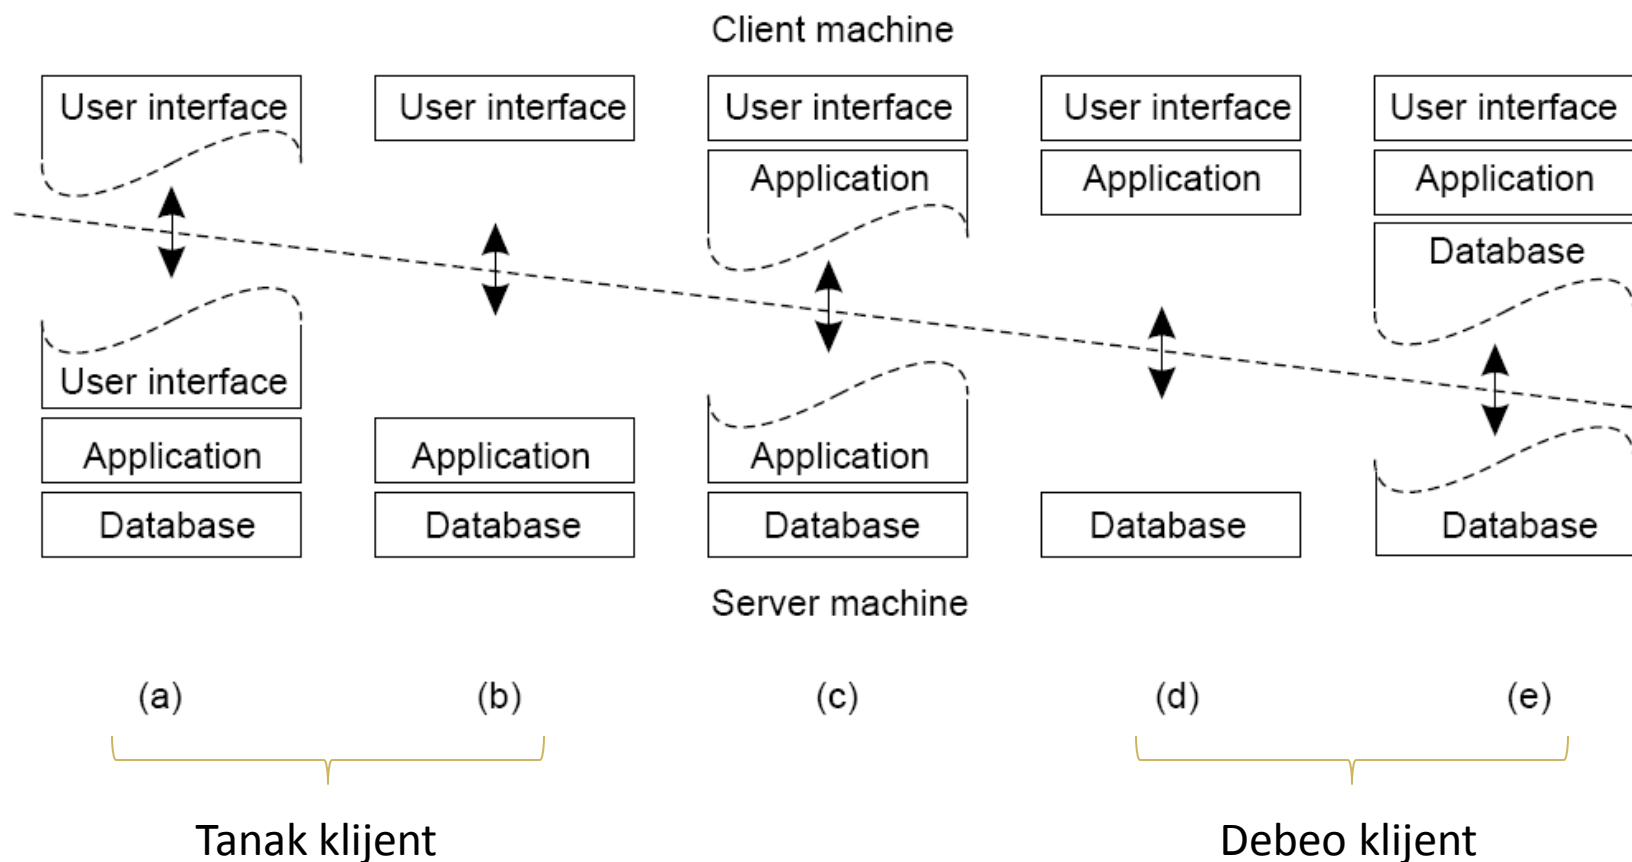 Client machine
User interface User interface User interface User interface User interface
Application Application Application
Database
User interface
Application Application Application
Database Database Database Database Database
Server machine
(a) (b) (c) (d) (e)
Tanak klijent Debeo klijent